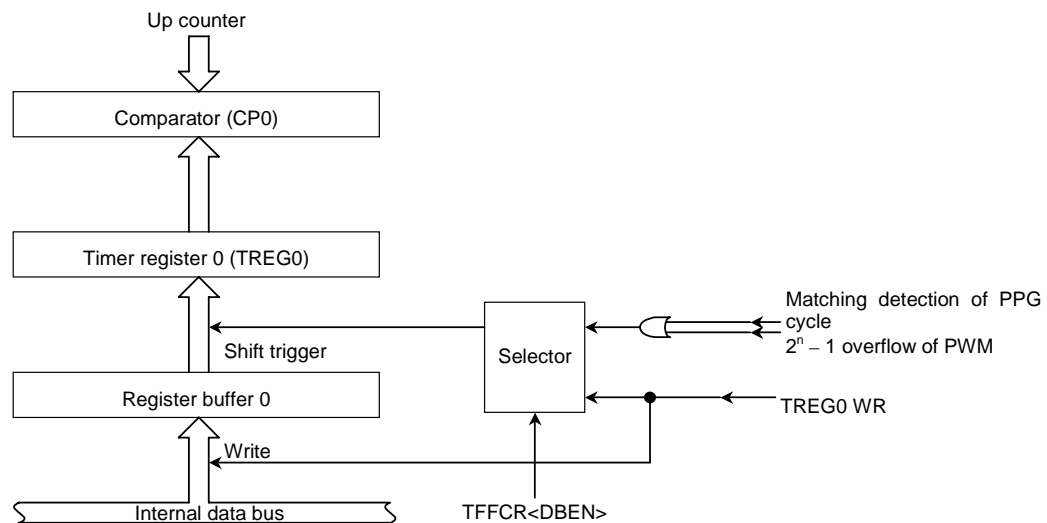 Up counter
Comparator (CP0)
Timer register 0 (TREG0)
Matching detection of PPG
cycle
2ⁿ – 1 overflow of PWM
Selector
Shift trigger
Register buffer 0
TREG0 WR
Write
Internal data bus
TFFCR<DBEN>